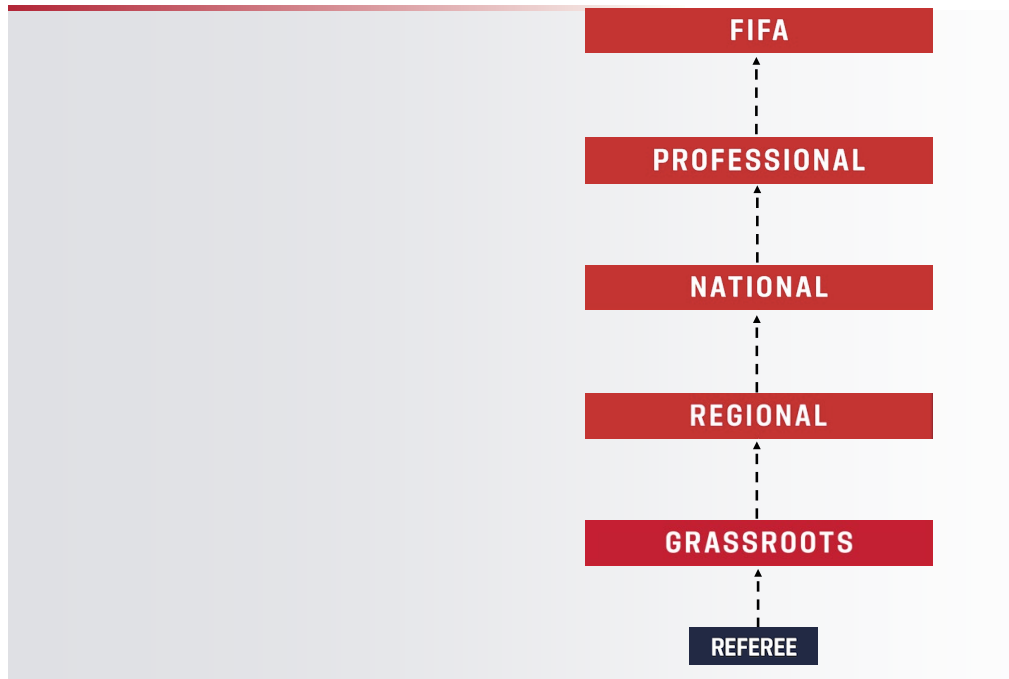 FIFA
PROFESSIONAL
NATIONAL
REGIONAL
GRASSROOTS
REFEREE